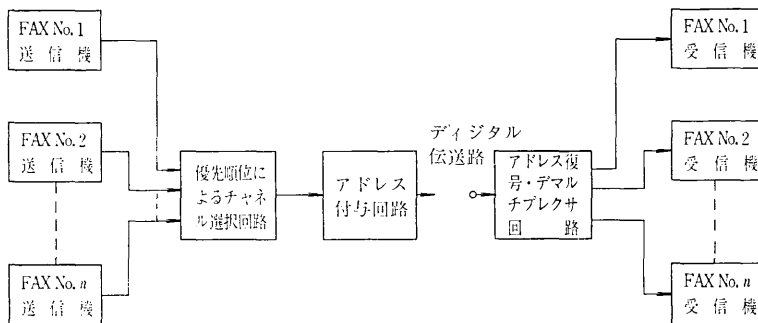 FAX No.1
送信機
FAX No.2
送信機
FAX No.n
送信機
優先順位に
よるチャネ
ル選択回路
アドレス
付与回路
ディジタル
伝送路
アドレス復
号・デマル
チプレクサ
回路
FAX No.1
受信機
FAX No.2
受信機
FAX No.n
受信機